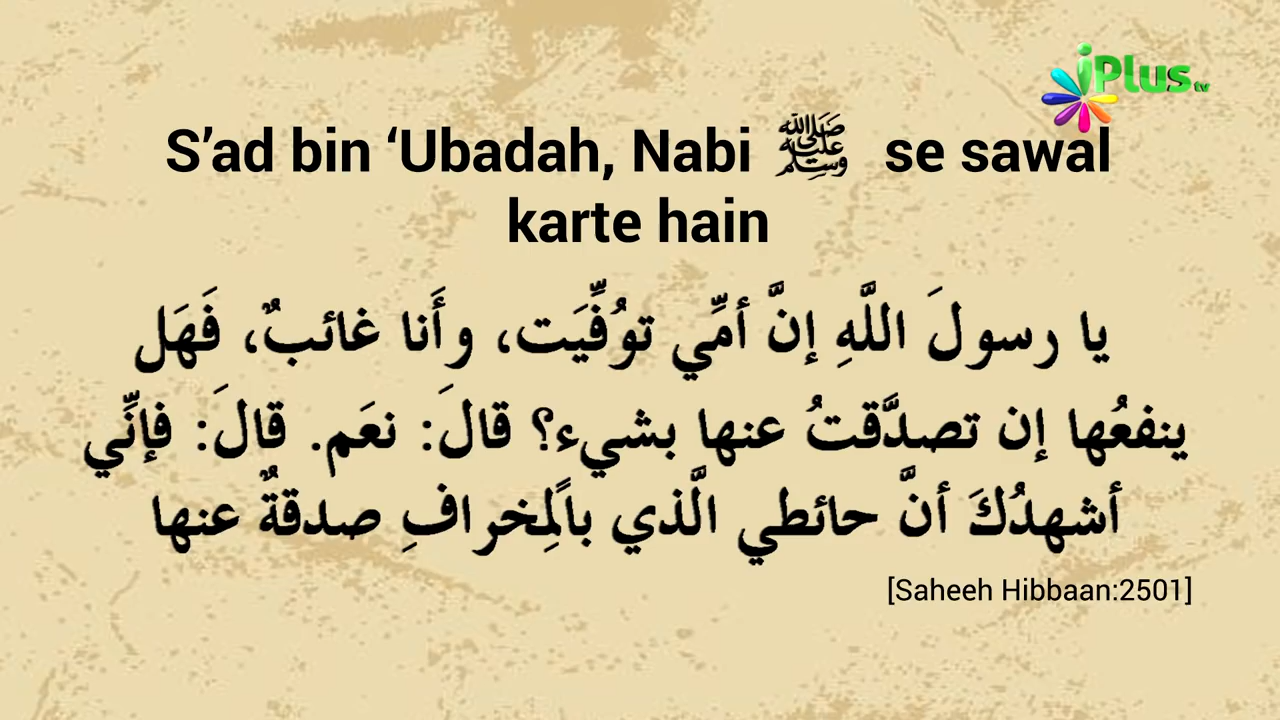 iPlus tv
S’ad bin ‘Ubadah, Nabi ﷺ se sawal
karte hain
يا رسولَ اللَّهِ إنَّ أمِّي توُفِّيَت، وأَنا غائبٌ، فَهَل
ينفعُها إن تصدَّقتُ عنها بشيء؟ قالَ: نعَم. قالَ: فإنِّي
أشهدُكَ أنَّ حائطي الَّذي بالمِخرافِ صدقةٌ عنها
[Saheeh Hibbaan:2501]